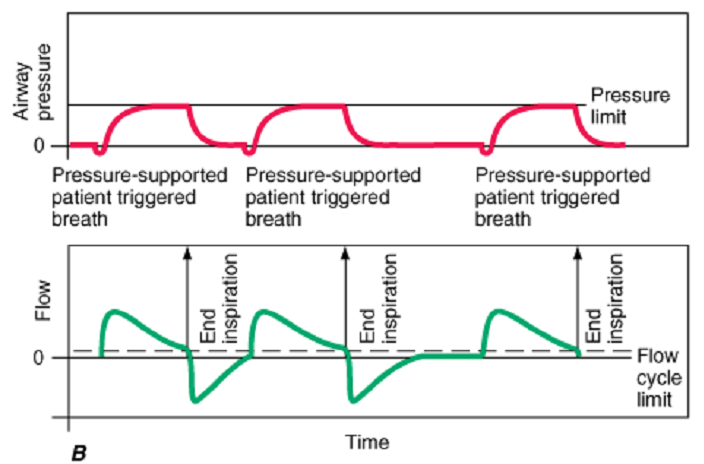 Airway
pressure
0
Pressure
limit
Pressure-supported
patient triggered
breath
Pressure-supported
patient triggered
breath
Pressure-supported
patient triggered
breath
Flow
0
End
inspiration
End
inspiration
End
inspiration
Flow
cycle
limit
Time
B